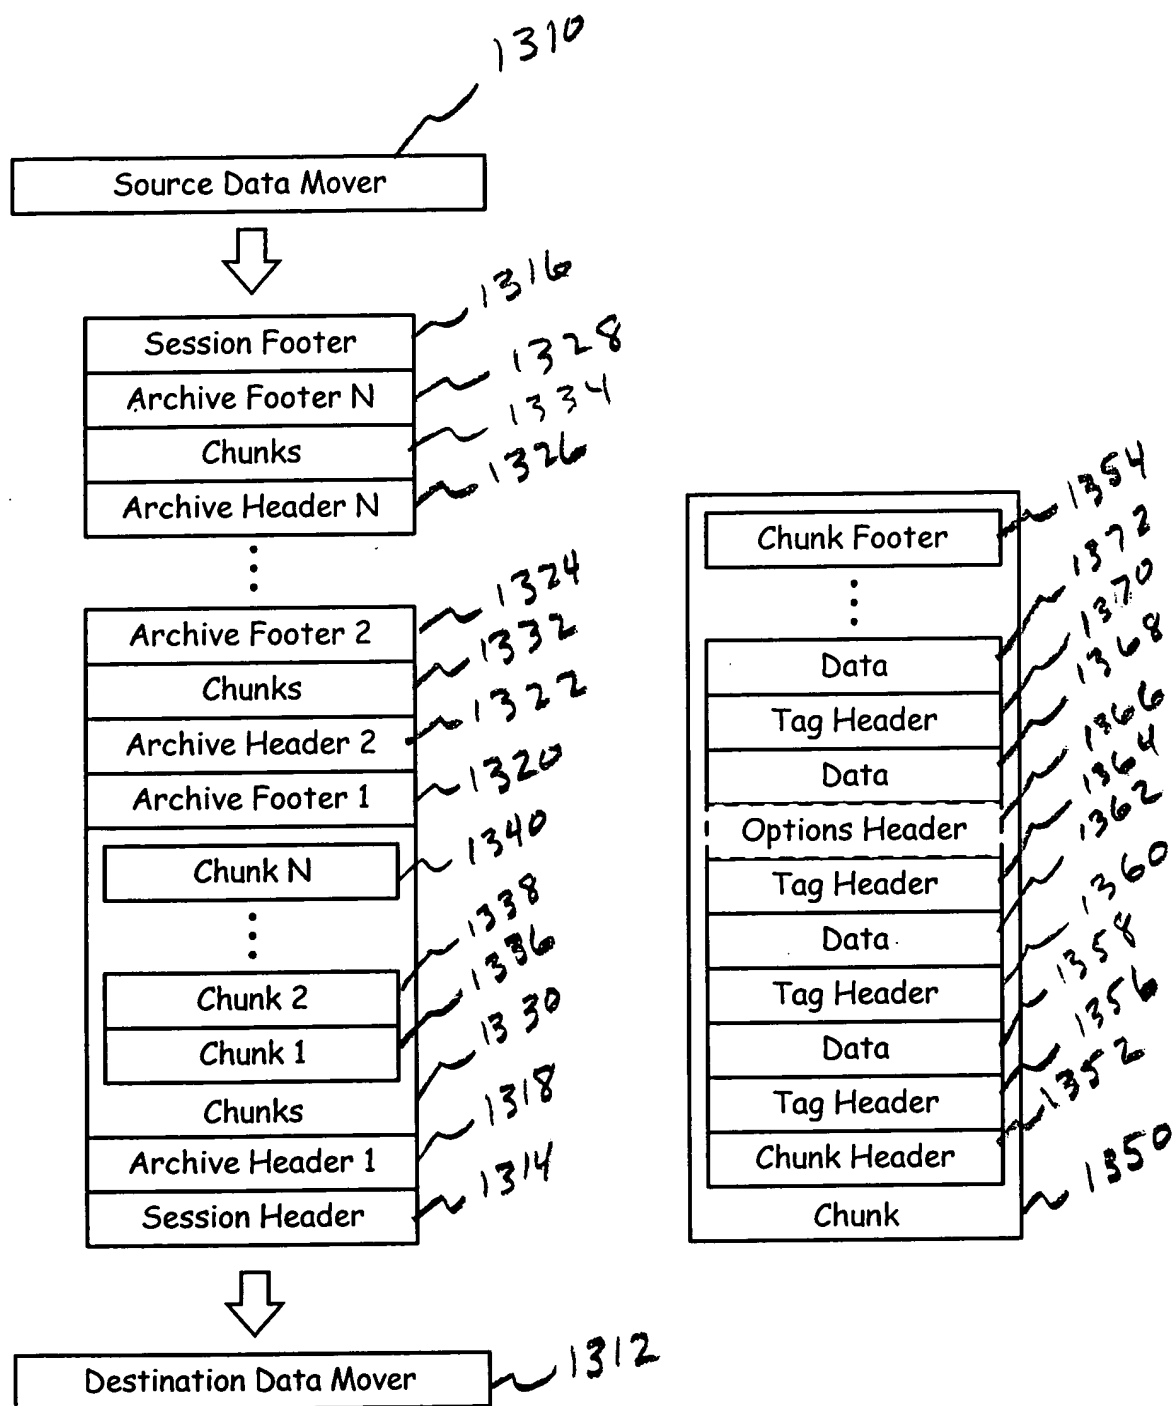 1310
Source Data Mover
Session Footer 1316
Archive Footer N 1328
Chunks 1334
Archive Header N 1326
Archive Footer 2 1324
Chunks 1332
Archive Header 2 1322
Archive Footer 1 1320
Chunk N 1340
Chunk 2 1338
Chunk 1 1336
Chunks 1330
Archive Header 1 1318
Session Header 1314
Destination Data Mover 1312
Chunk Footer 1354
Data 1372
Tag Header 1370
Data 1368
Options Header 1366
Tag Header 1364
Data 1362
Tag Header 1360
Data 1358
Tag Header 1356
Chunk Header 1352
Chunk 1350